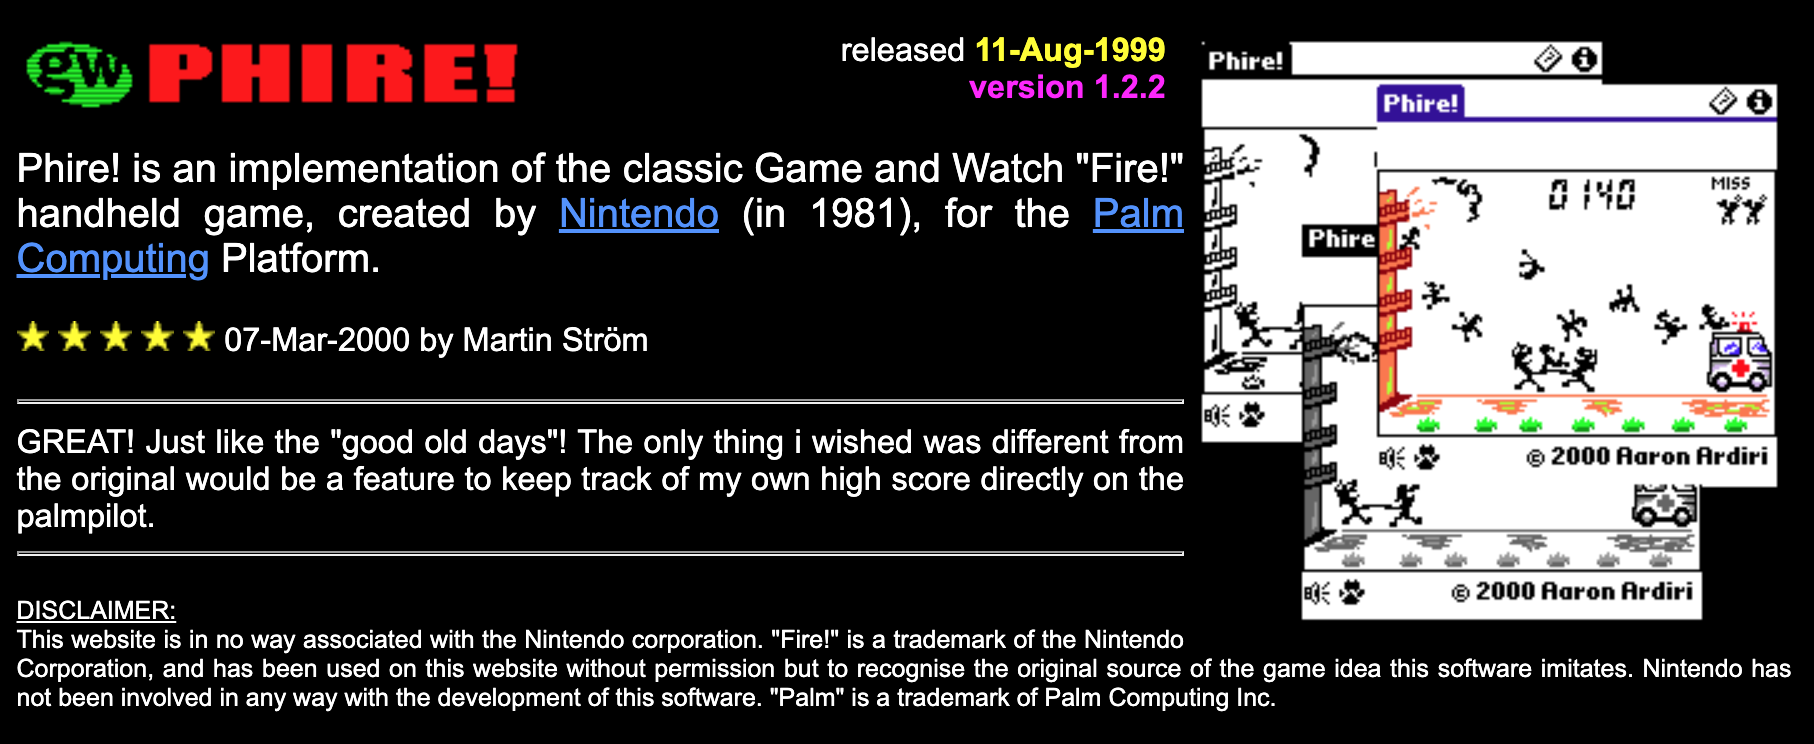 gw PHIRE!
released 11-Aug-1999
version 1.2.2
Phire! is an implementation of the classic Game and Watch "Fire!"
handheld game, created by Nintendo (in 1981), for the Palm
Computing Platform.
07-Mar-2000 by Martin Ström
GREAT! Just like the "good old days"! The only thing i wished was different from
the original would be a feature to keep track of my own high score directly on the
palmpilot.
DISCLAIMER:
This website is in no way associated with the Nintendo corporation. "Fire!" is a trademark of the Nintendo
Corporation, and has been used on this website without permission but to recognise the original source of the game idea this software imitates. Nintendo has
not been involved in any way with the development of this software. "Palm" is a trademark of Palm Computing Inc.
Phire!
Phire!
0140
MISS
Phire
© 2000 Aaron Ardiri
© 2000 Aaron Ardiri